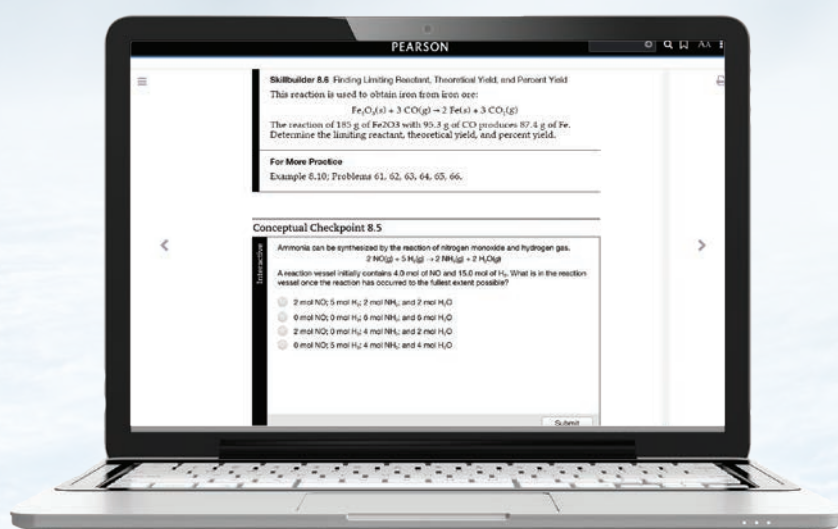 PEARSON
AA
Skillbuilder 8.6 Finding Limiting Reactant, Theoretical Yield, and Percent Yield
This reaction is used to obtain iron from iron ore:
Fe₂O₃(s) + 3 CO(g) → 2 Fe(s) + 3 CO₂(g)
The reaction of 185 g of Fe2O3 with 95.3 g of CO produces 87.4 g of Fe.
Determine the limiting reactant, theoretical yield, and percent yield.
For More Practice
Example 8.10; Problems 61, 62, 63, 64, 65, 66.
Conceptual Checkpoint 8.5
Interactive
Ammonia can be synthesized by the reaction of nitrogen monoxide and hydrogen gas.
2 NO(g) + 5 H₂(g) → 2 NH₃(g) + 2 H₂O(g)
A reaction vessel initially contains 4.0 mol of NO and 15.0 mol of H₂. What is in the reaction
vessel once the reaction has occurred to the fullest extent possible?
2 mol NO; 5 mol H₂; 2 mol NH₃; and 2 mol H₂O
0 mol NO; 0 mol H₂; 6 mol NH₃; and 6 mol H₂O
2 mol NO; 0 mol H₂; 4 mol NH₃; and 2 mol H₂O
0 mol NO; 5 mol H₂; 4 mol NH₃; and 4 mol H₂O
Submit